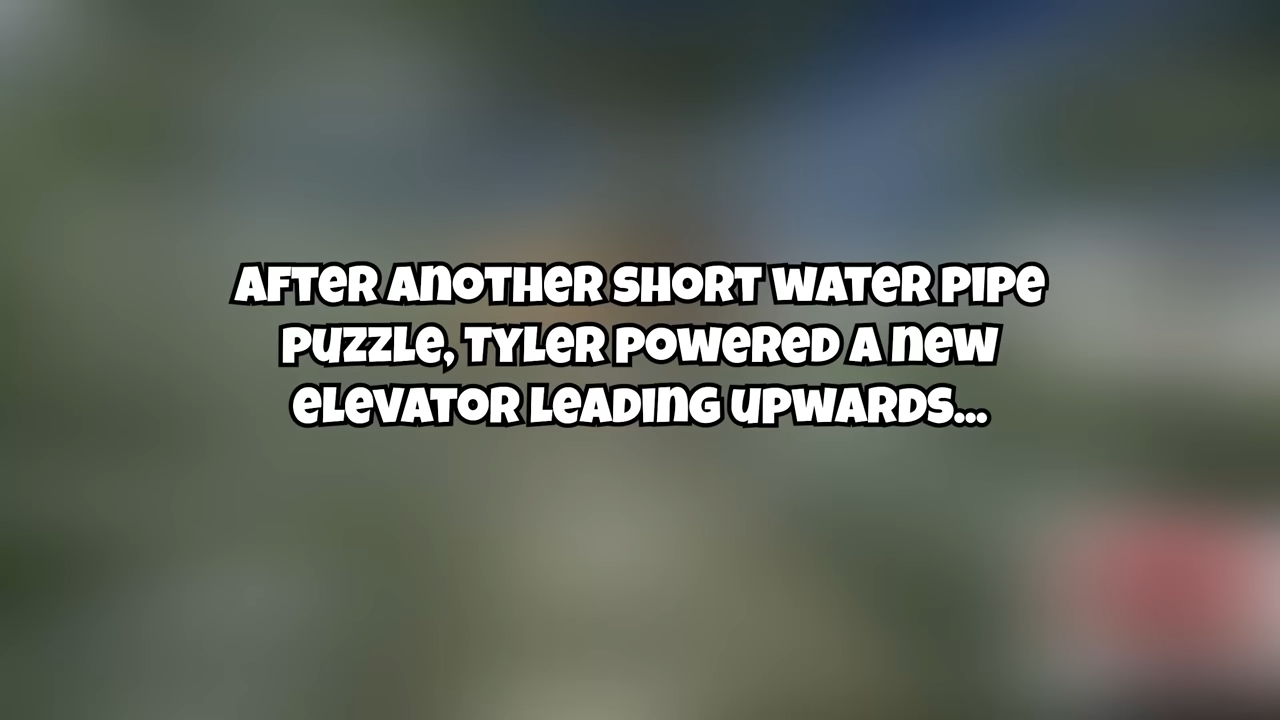 After another short water pipe
puzzle, Tyler powered a new
elevator leading upwards...